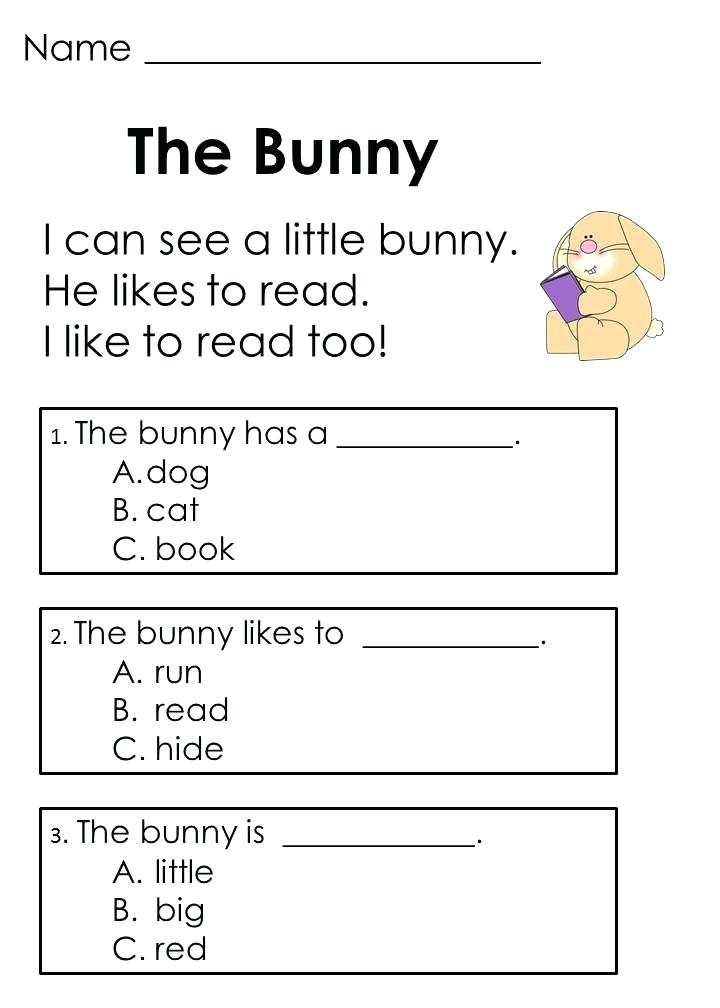 Name ____________________
The Bunny
I can see a little bunny.
He likes to read.
I like to read too!
1. The bunny has a __________.
A. dog
B. cat
C. book
2. The bunny likes to __________.
A. run
B. read
C. hide
3. The bunny is ___________.
A. little
B. big
C. red